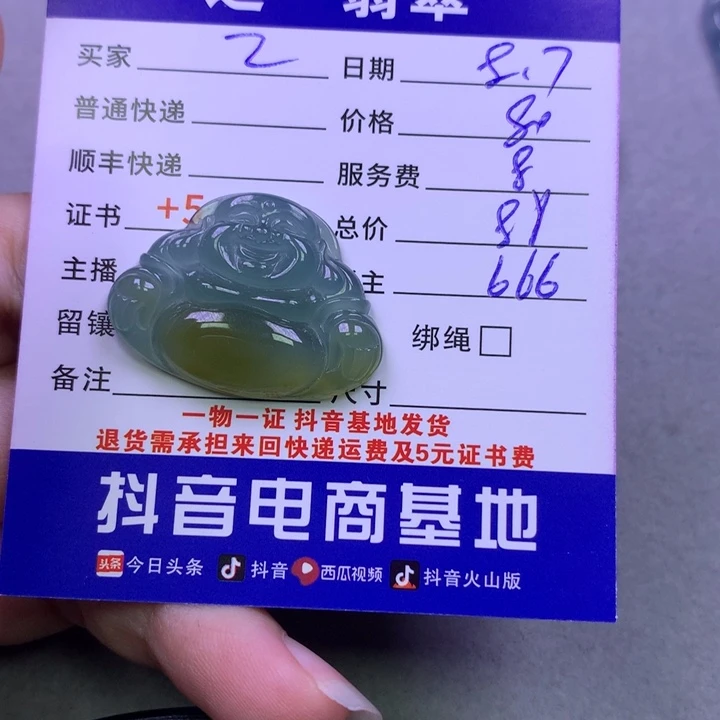 翡翠
买家 2 日期 8.7
普通快递 价格 80
顺丰快递 服务费 8
证书 +5 总价
主播 主 666
留镶 绑绳
备注 尺寸
一物一证 抖音基地发货
退货需承担来回快递运费及5元证书费
抖音电商基地
头条 今日头条 抖音 西瓜视频 抖音火山版